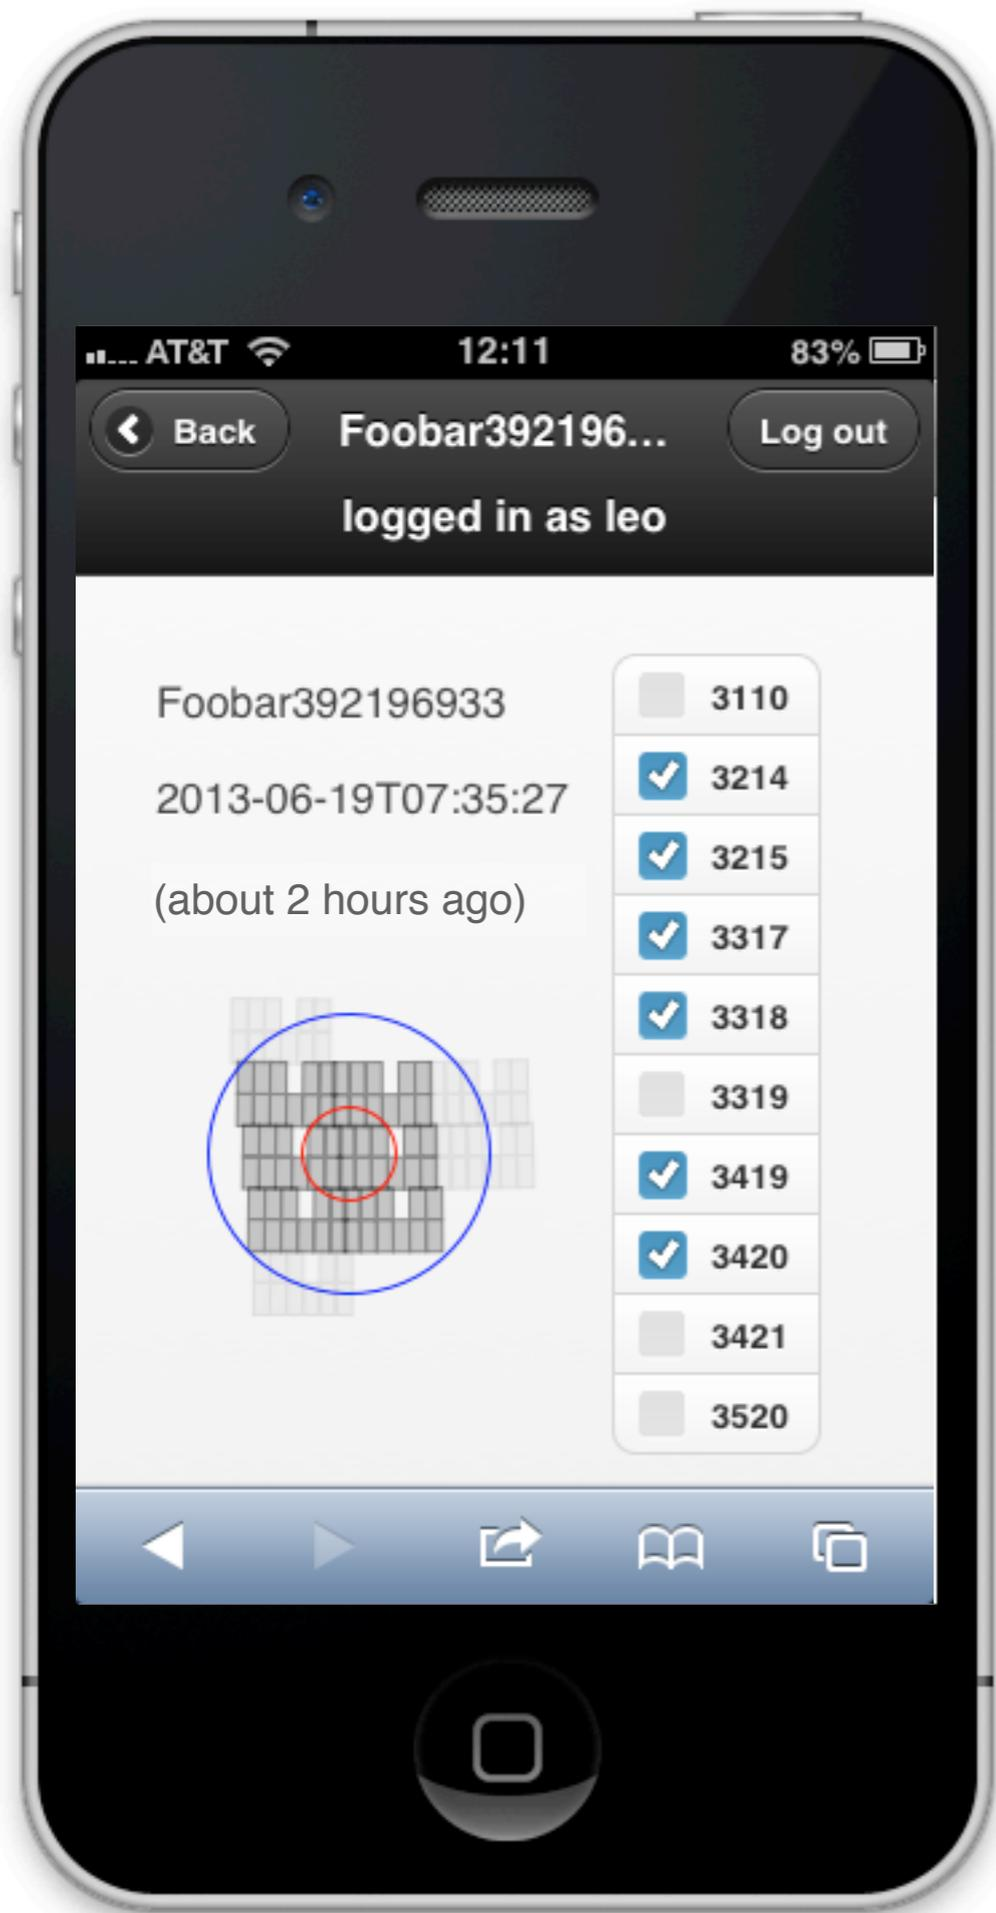 AT&T 12:11 83%
Back Foobar392196... Log out
logged in as leo
Foobar392196933
2013-06-19T07:35:27
(about 2 hours ago)
3110
3214
3215
3317
3318
3319
3419
3420
3421
3520